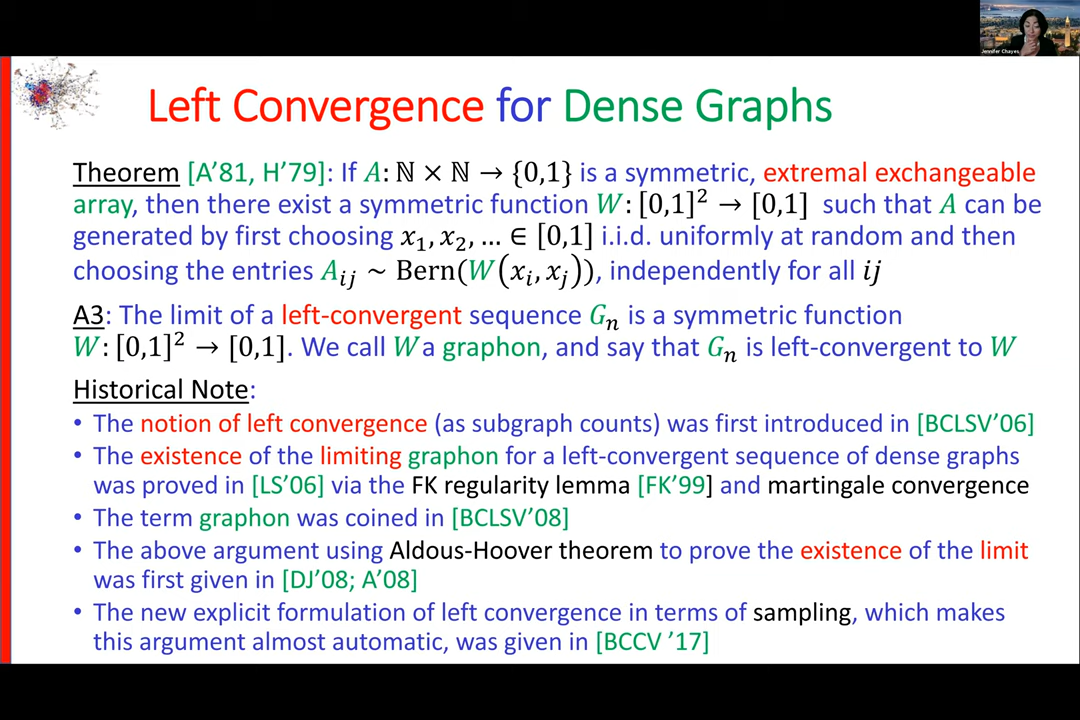 Jennifer Chayes
Left Convergence for Dense Graphs
Theorem [A'81, H'79]: If A: ℕ × ℕ → {0,1} is a symmetric, extremal exchangeable
array, then there exist a symmetric function W: [0,1]² → [0,1] such that A can be
generated by first choosing x₁, x₂, … ∈ [0,1] i.i.d. uniformly at random and then
choosing the entries Aᵢⱼ ~ Bern(W(xᵢ, xⱼ)), independently for all ij
A3: The limit of a left-convergent sequence Gₙ is a symmetric function
W: [0,1]² → [0,1]. We call W a graphon, and say that Gₙ is left-convergent to W
Historical Note:
• The notion of left convergence (as subgraph counts) was first introduced in [BCLSV'06]
• The existence of the limiting graphon for a left-convergent sequence of dense graphs
was proved in [LS'06] via the FK regularity lemma [FK'99] and martingale convergence
• The term graphon was coined in [BCLSV'08]
• The above argument using Aldous-Hoover theorem to prove the existence of the limit
was first given in [DJ'08; A'08]
• The new explicit formulation of left convergence in terms of sampling, which makes
this argument almost automatic, was given in [BCCV '17]